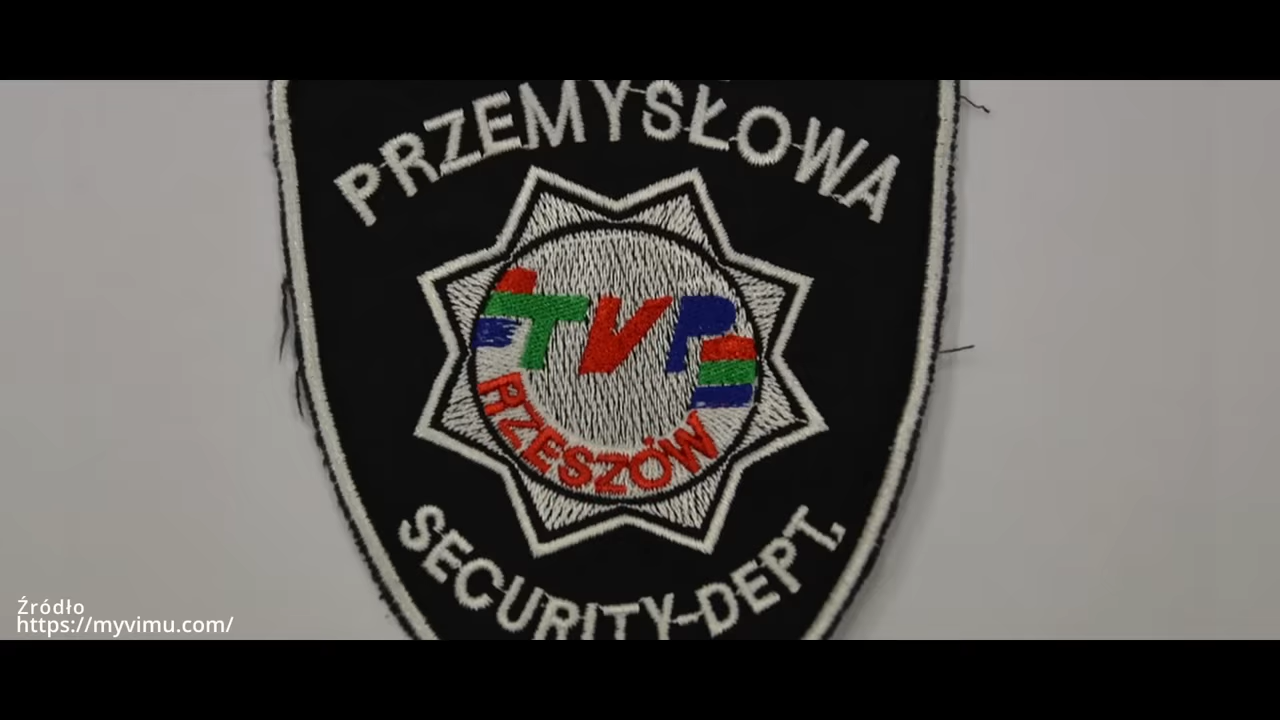 PRZEMYSŁOWA
TVP
RZESZÓW
SECURITY-DEPT.
Źródło
https://myvimu.com/